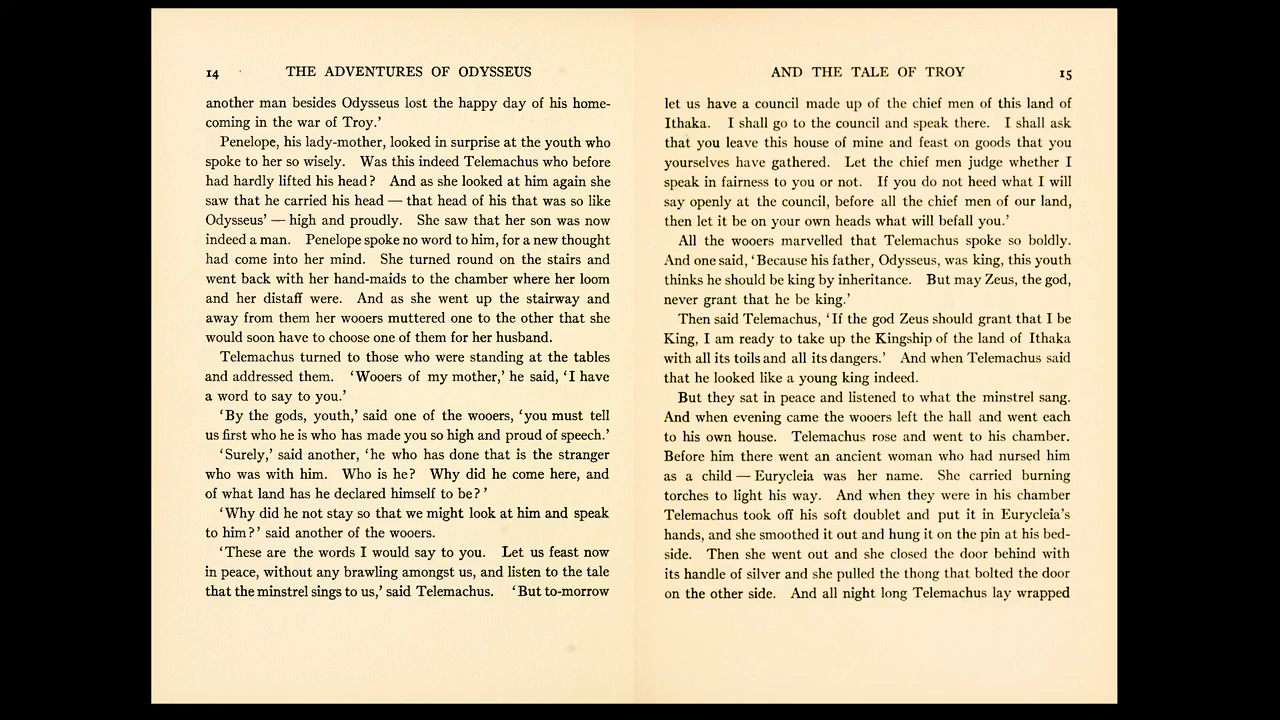 14 THE ADVENTURES OF ODYSSEUS
another man besides Odysseus lost the happy day of his home-
coming in the war of Troy.’
Penelope, his lady-mother, looked in surprise at the youth who
spoke to her so wisely. Was this indeed Telemachus who before
had hardly lifted his head? And as she looked at him again she
saw that he carried his head — that head of his that was so like
Odysseus’ — high and proudly. She saw that her son was now
indeed a man. Penelope spoke no word to him, for a new thought
had come into her mind. She turned round on the stairs and
went back with her hand-maids to the chamber where her loom
and her distaff were. And as she went up the stairway and
away from them her wooers muttered one to the other that she
would soon have to choose one of them for her husband.
Telemachus turned to those who were standing at the tables
and addressed them. ‘Wooers of my mother,’ he said, ‘I have
a word to say to you.’
‘By the gods, youth,’ said one of the wooers, ‘you must tell
us first who he is who has made you so high and proud of speech.’
‘Surely,’ said another, ‘he who has done that is the stranger
who was with him. Who is he? Why did he come here, and
of what land has he declared himself to be?’
‘Why did he not stay so that we might look at him and speak
to him?’ said another of the wooers.
‘These are the words I would say to you. Let us feast now
in peace, without any brawling amongst us, and listen to the tale
that the minstrel sings to us,’ said Telemachus. ‘But to-morrow
AND THE TALE OF TROY 15
let us have a council made up of the chief men of this land of
Ithaka. I shall go to the council and speak there. I shall ask
that you leave this house of mine and feast on goods that you
yourselves have gathered. Let the chief men judge whether I
speak in fairness to you or not. If you do not heed what I will
say openly at the council, before all the chief men of our land,
then let it be on your own heads what will befall you.’
All the wooers marvelled that Telemachus spoke so boldly.
And one said, ‘Because his father, Odysseus, was king, this youth
thinks he should be king by inheritance. But may Zeus, the god,
never grant that he be king.’
Then said Telemachus, ‘If the god Zeus should grant that I be
King, I am ready to take up the Kingship of the land of Ithaka
with all its toils and all its dangers.’ And when Telemachus said
that he looked like a young king indeed.
But they sat in peace and listened to what the minstrel sang.
And when evening came the wooers left the hall and went each
to his own house. Telemachus rose and went to his chamber.
Before him there went an ancient woman who had nursed him
as a child — Eurycleia was her name. She carried burning
torches to light his way. And when they were in his chamber
Telemachus took off his soft doublet and put it in Eurycleia’s
hands, and she smoothed it out and hung it on the pin at his bed-
side. Then she went out and she closed the door behind with
its handle of silver and she pulled the thong that bolted the door
on the other side. And all night long Telemachus lay wrapped